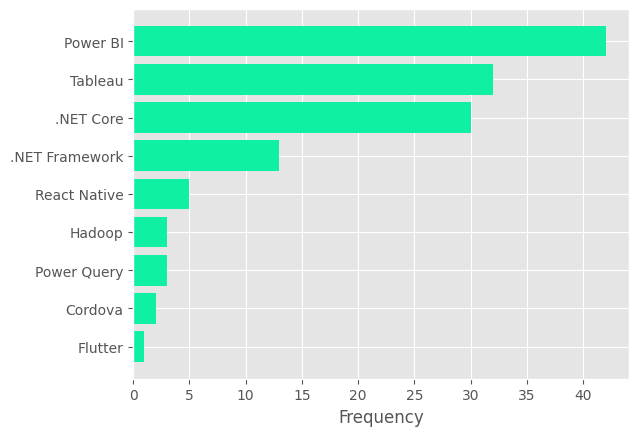 Power BI
Tableau
.NET Core
.NET Framework
React Native
Hadoop
Power Query
Cordova
Flutter
0 5 10 15 20 25 30 35 40
Frequency